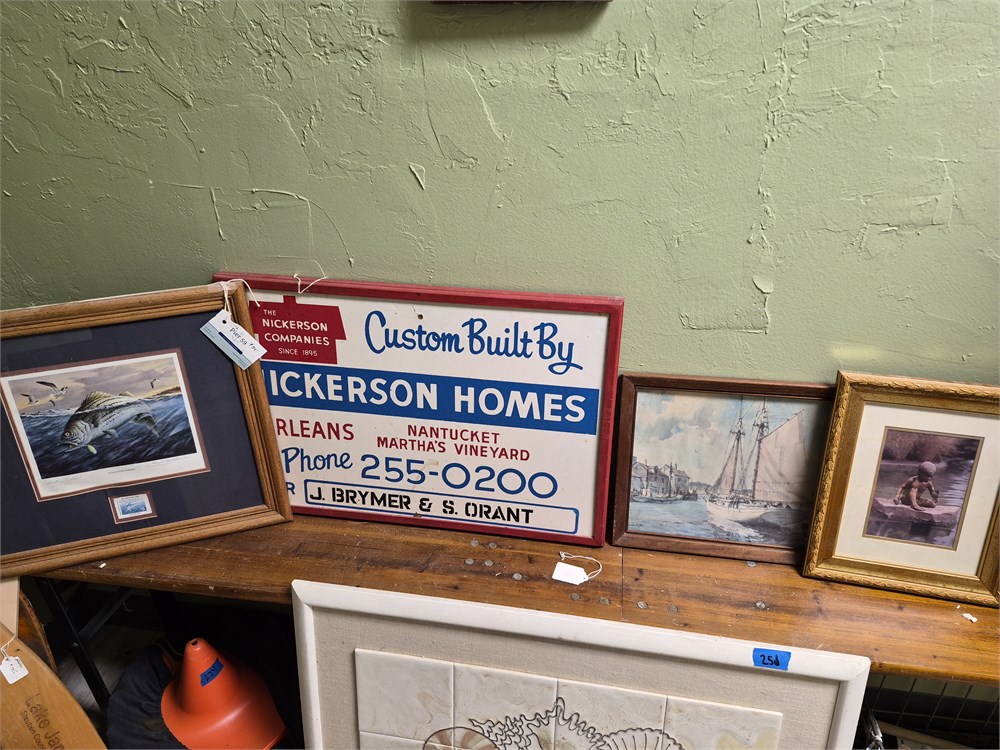 THE
NICKERSON
COMPANIES
SINCE 1895
Custom Built By
ICKERSON HOMES
RLEANS
NANTUCKET
MARTHA'S VINEYARD
Phone 255-0200
R J. BRYMER & S. ORANT
25d